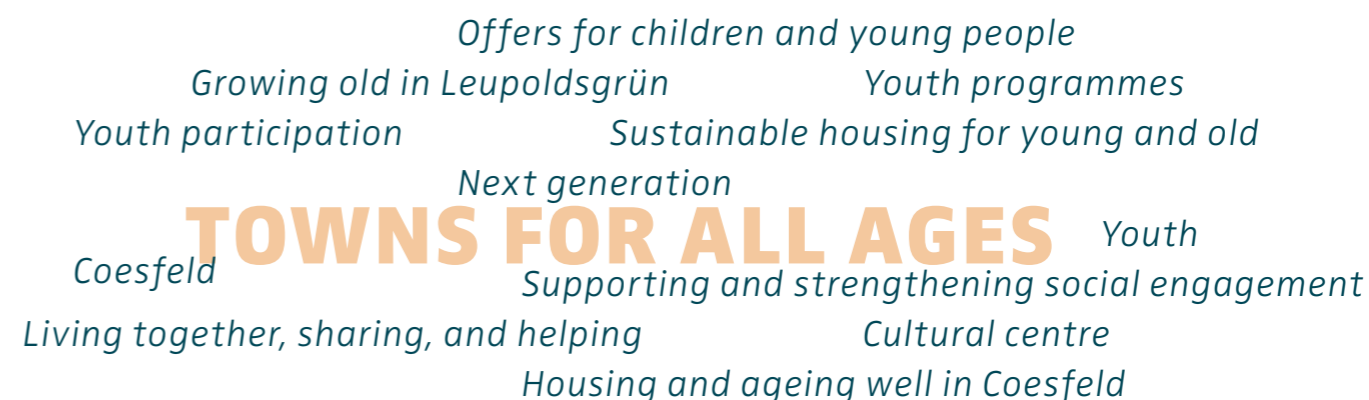 Offers for children and young people
Growing old in Leupoldsgrün
Youth programmes
Youth participation
Sustainable housing for young and old
Next generation
TOWNS FOR ALL AGES
Youth
Coesfeld
Supporting and strengthening social engagement
Living together, sharing, and helping
Cultural centre
Housing and ageing well in Coesfeld